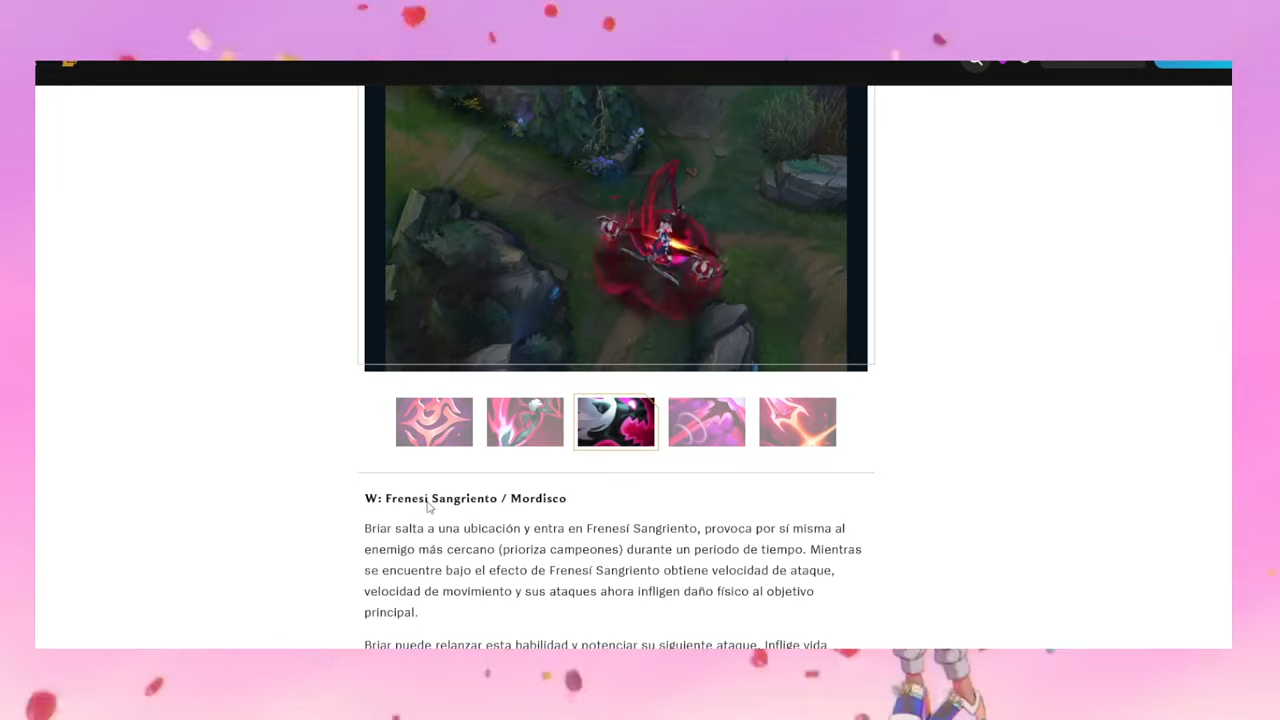 W: Frenesí Sangriento / Mordisco
Briar salta a una ubicación y entra en Frenesí Sangriento, provoca por sí misma al
enemigo más cercano (prioriza campeones) durante un periodo de tiempo. Mientras
se encuentre bajo el efecto de Frenesí Sangriento obtiene velocidad de ataque,
velocidad de movimiento y sus ataques ahora infligen daño físico al objetivo
principal.
Briar puede relanzar esta habilidad y potenciar su siguiente ataque. Inflige vida